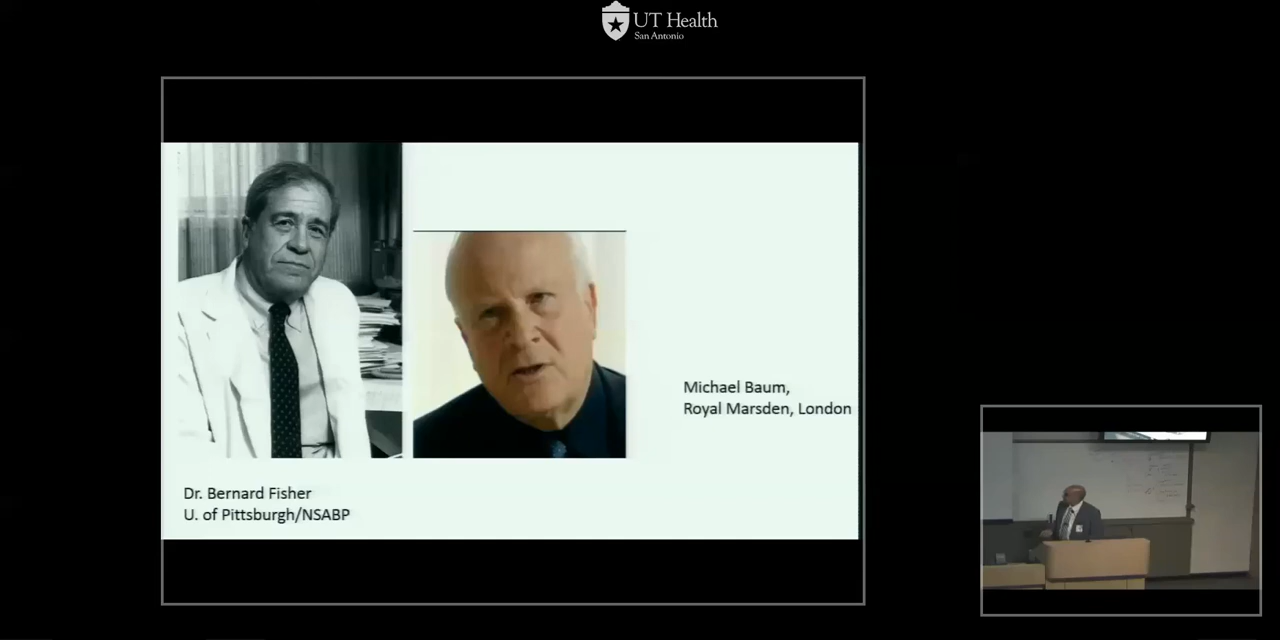 UT Health
San Antonio
Michael Baum,
Royal Marsden, London
Dr. Bernard Fisher
U. of Pittsburgh/NSABP